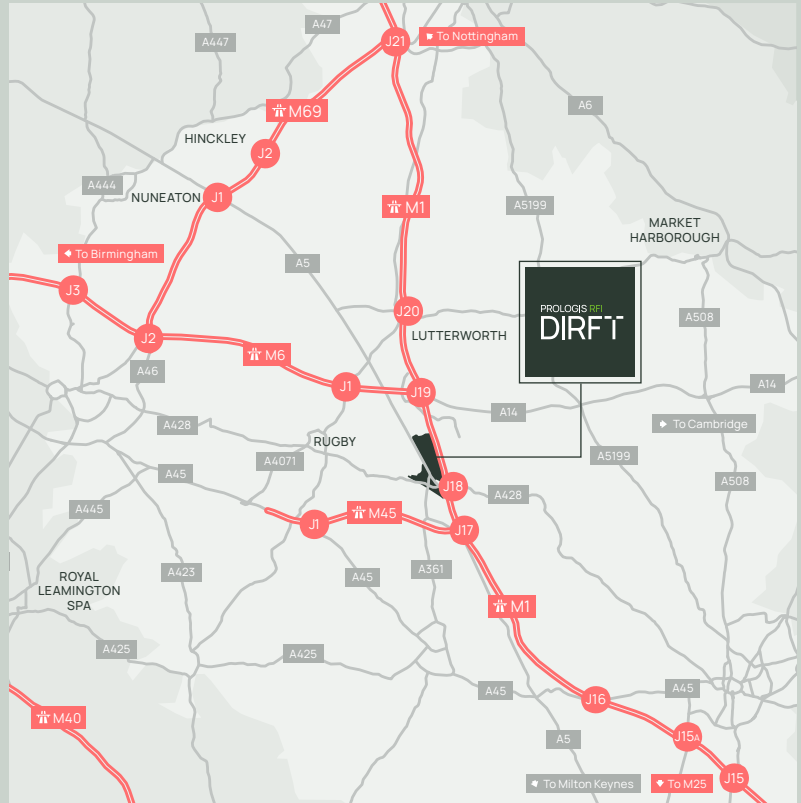 A47
A447
J21
To Nottingham
A6
M69
HINCKLEY
J2
A444
NUNEATON
J1
M1
A5199
MARKET
HARBOROUGH
To Birmingham
A5
J3
PROLOGIS RFI
DIRFT
J20
A508
LUTTERWORTH
J2
M6
A46
J1
J19
A14
A14
A428
To Cambridge
RUGBY
A5199
A4071
A45
A508
J18
A428
A445
M45
J1
J17
A423
A45
A361
ROYAL
LEAMINGTON
SPA
M1
A425
A425
A45
A45
J16
M40
A5
J15A
To Milton Keynes
To M25
J15